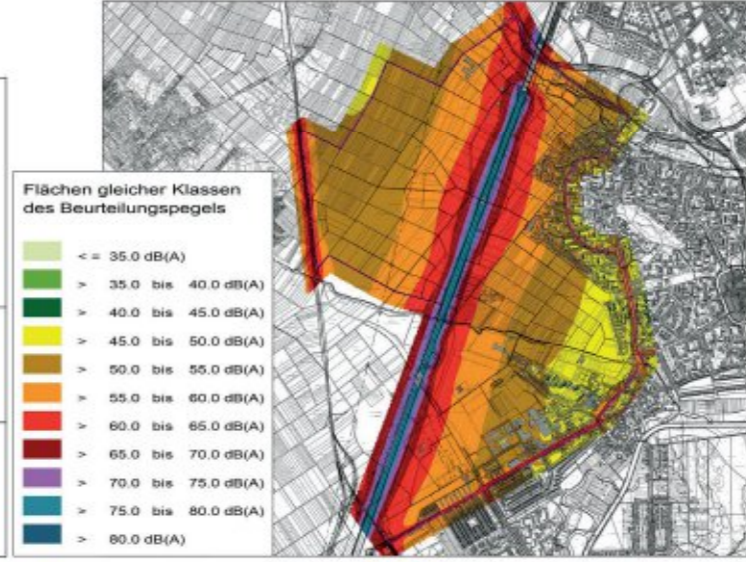 Flächen gleicher Klassen
des Beurteilungspegels
< = 35.0 dB(A)
> 35.0 bis 40.0 dB(A)
> 40.0 bis 45.0 dB(A)
> 45.0 bis 50.0 dB(A)
> 50.0 bis 55.0 dB(A)
> 55.0 bis 60.0 dB(A)
> 60.0 bis 65.0 dB(A)
> 65.0 bis 70.0 dB(A)
> 70.0 bis 75.0 dB(A)
> 75.0 bis 80.0 dB(A)
> 80.0 dB(A)